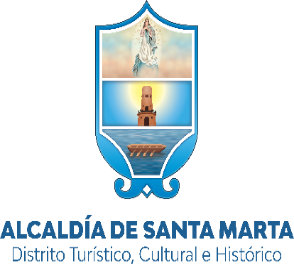 ALCALDÍA DE SANTA MARTA
Distrito Turístico, Cultural e Histórico